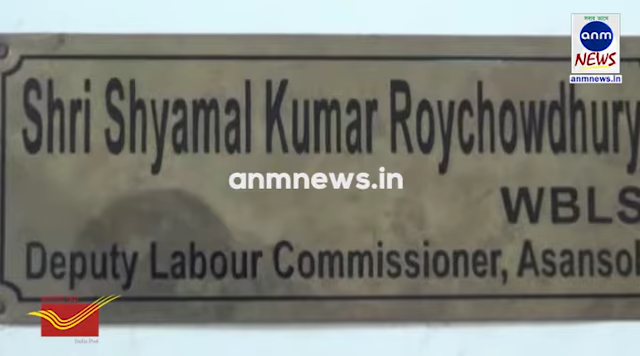 anm
NEWS
anmnews.in
Shri Shyamal Kumar Roychowdhury
anmnews.in
WBLS
Deputy Labour Commissioner, Asansol